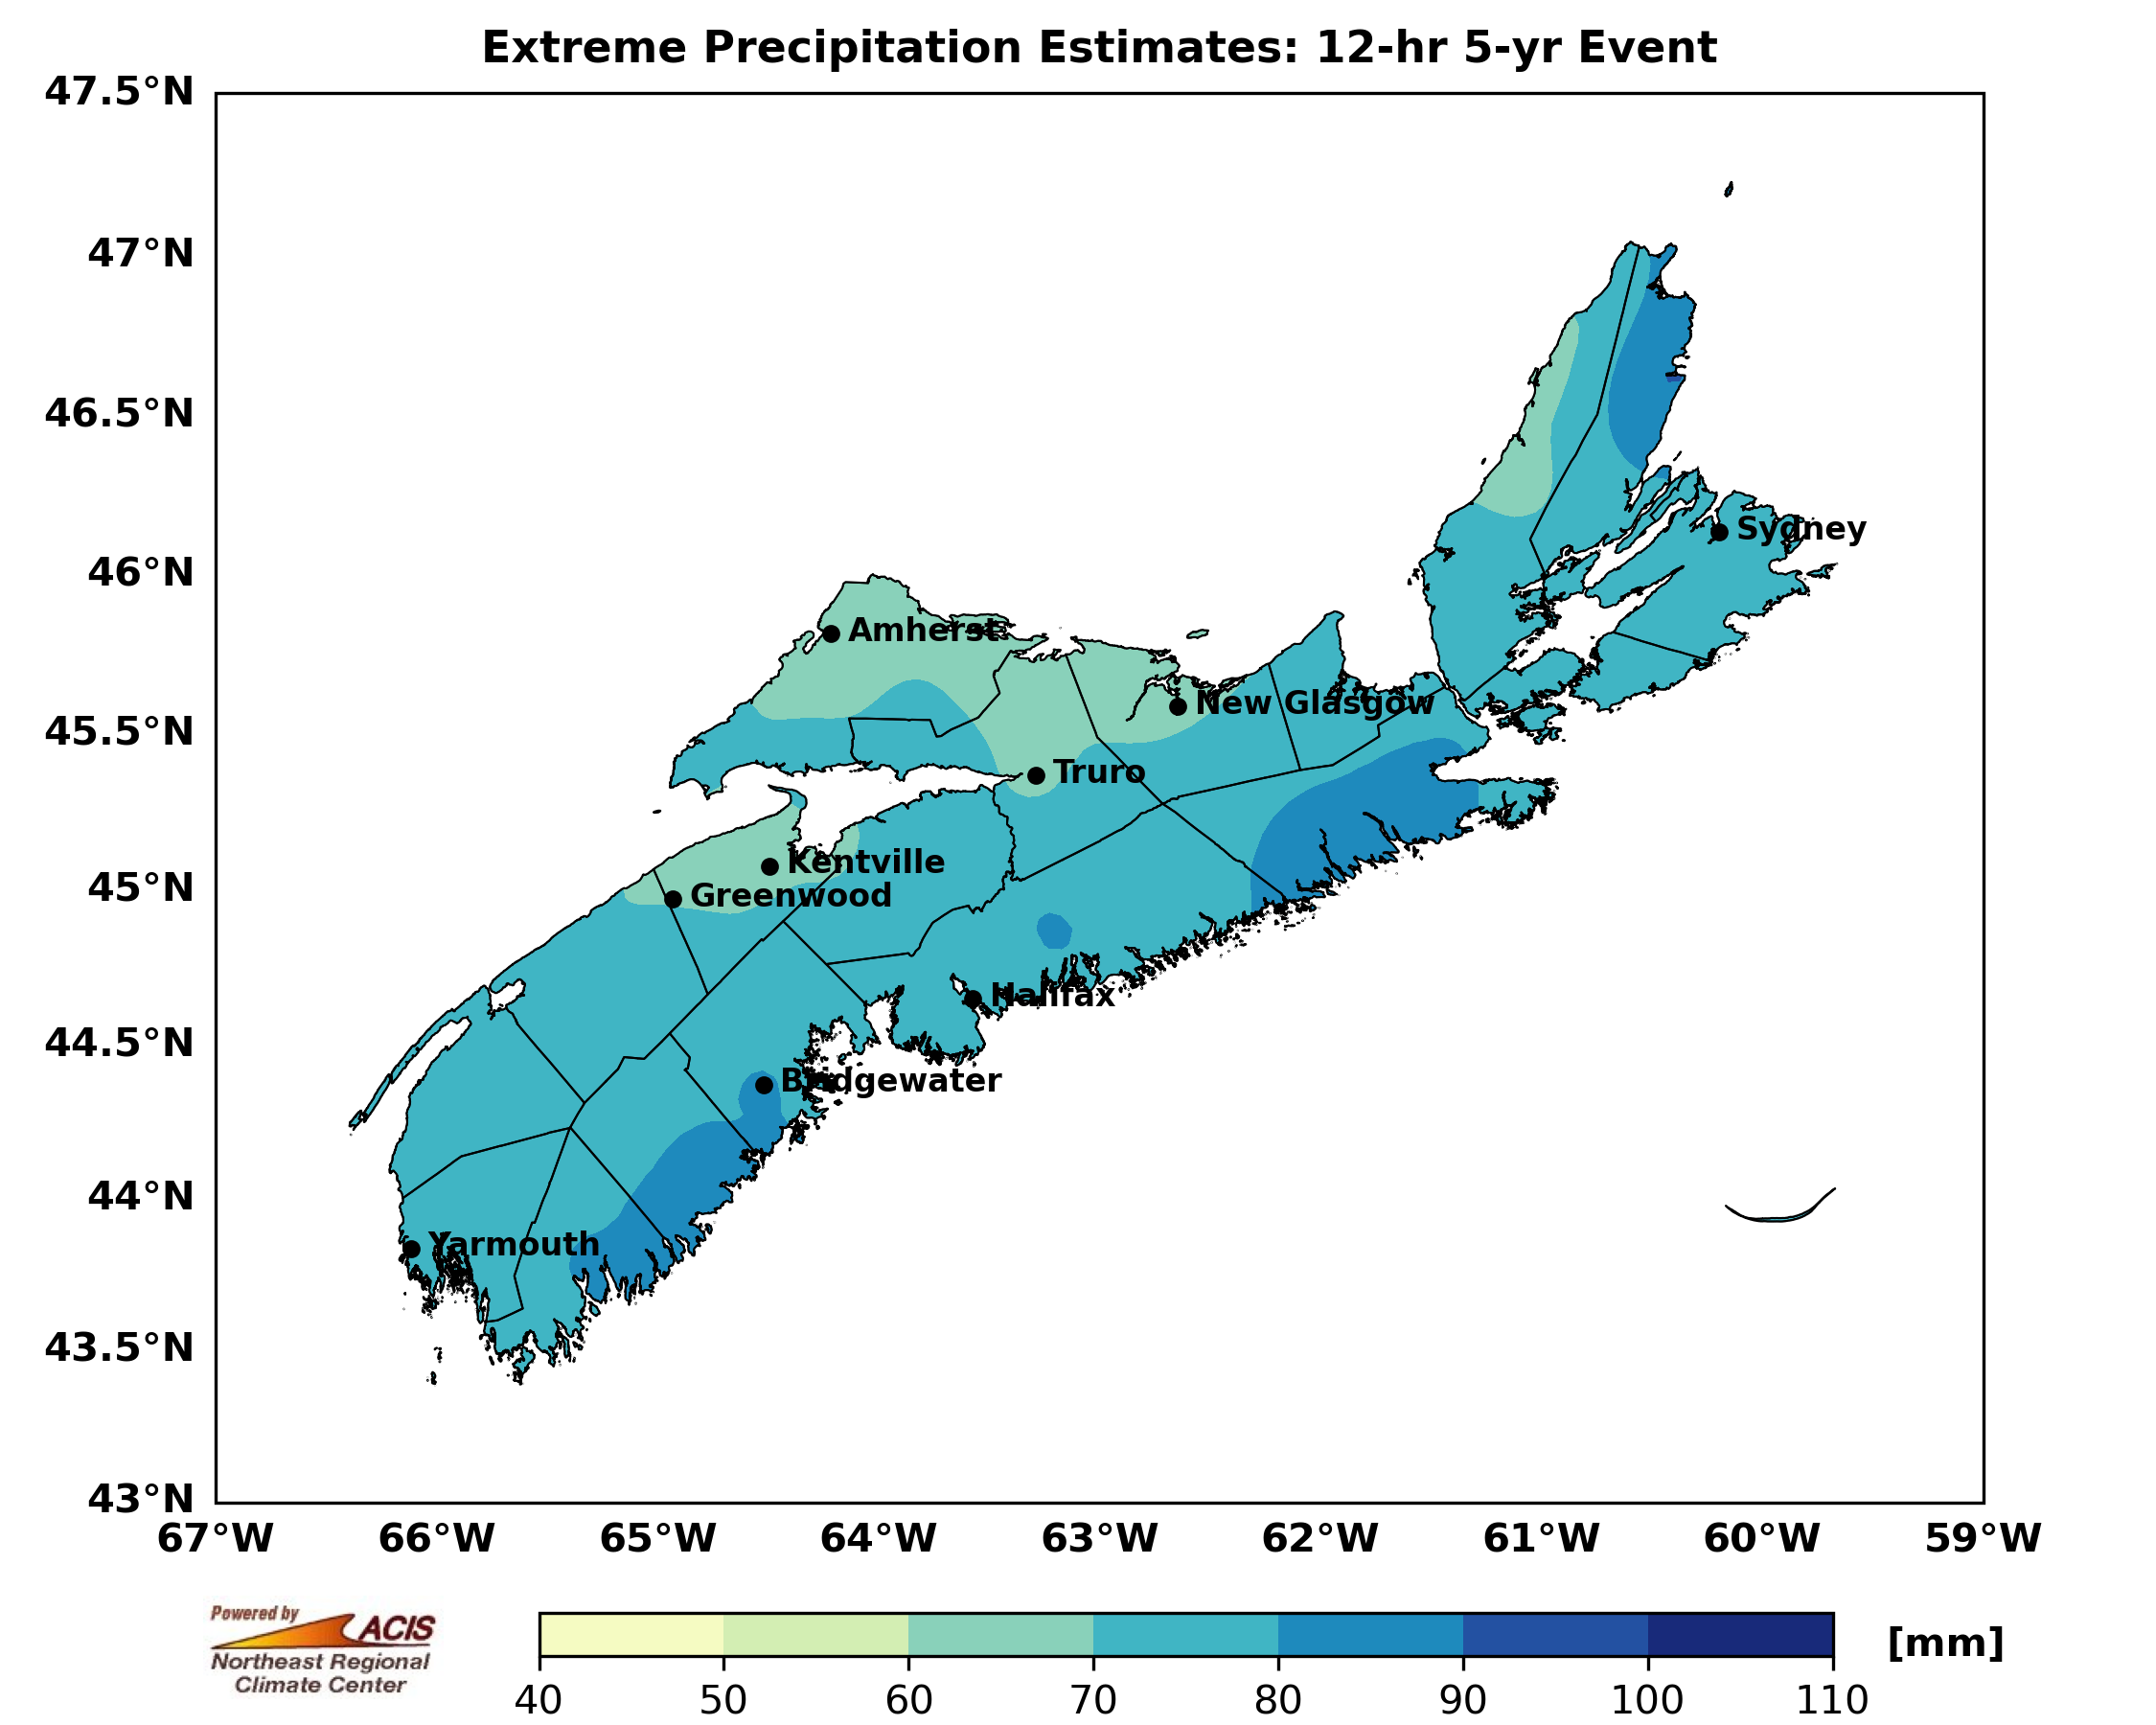 Extreme Precipitation Estimates: 12-hr 5-yr Event
47.5°N
47°N
46.5°N
46°N
45.5°N
45°N
44.5°N
44°N
43.5°N
43°N
Sydney
Amherst
New Glasgow
Truro
Kentville
Greenwood
Halifax
Bridgewater
Yarmouth
67°W 66°W 65°W 64°W 63°W 62°W 61°W 60°W 59°W
Powered by
ACIS
Northeast Regional
Climate Center
[mm]
40 50 60 70 80 90 100 110